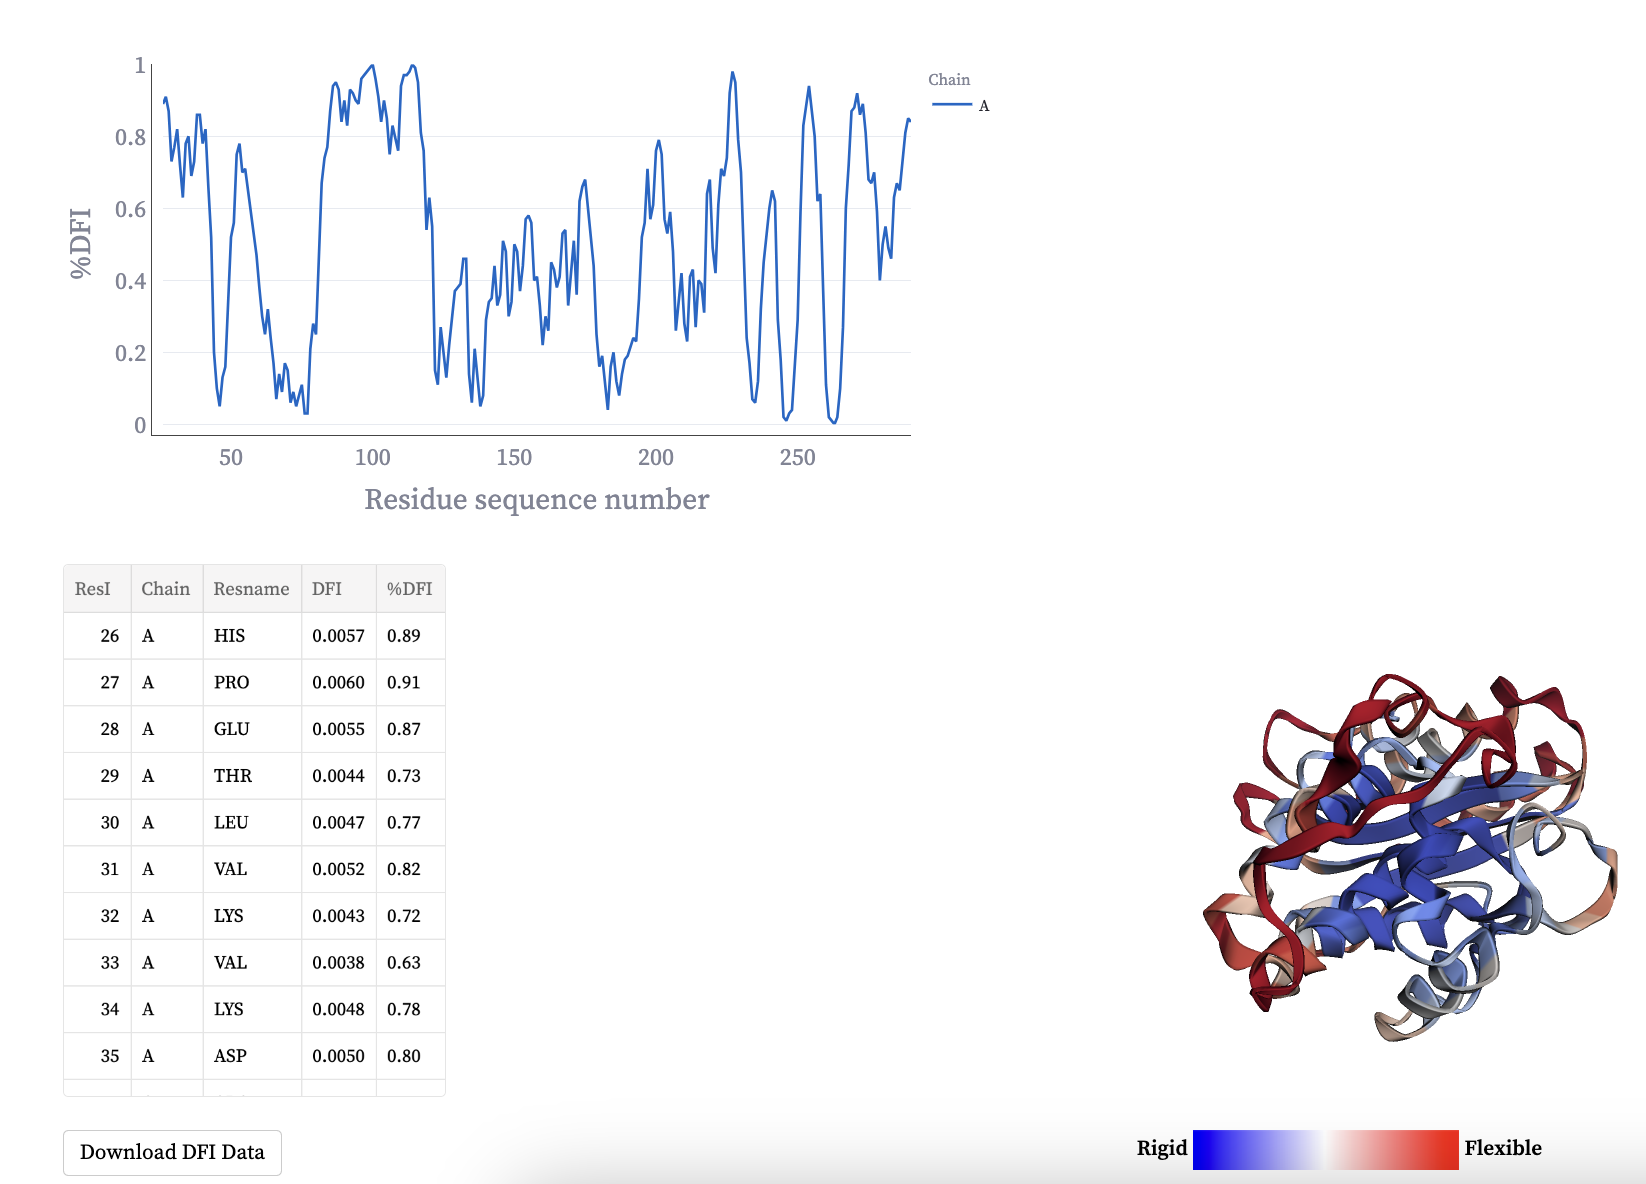 1
0.8
0.6
0.4
0.2
0
%DFI
50 100 150 200 250
Residue sequence number
Chain
A
ResI Chain Resname DFI %DFI
26 A HIS 0.0057 0.89
27 A PRO 0.0060 0.91
28 A GLU 0.0055 0.87
29 A THR 0.0044 0.73
30 A LEU 0.0047 0.77
31 A VAL 0.0052 0.82
32 A LYS 0.0043 0.72
33 A VAL 0.0038 0.63
34 A LYS 0.0048 0.78
35 A ASP 0.0050 0.80
Download DFI Data
Rigid Flexible